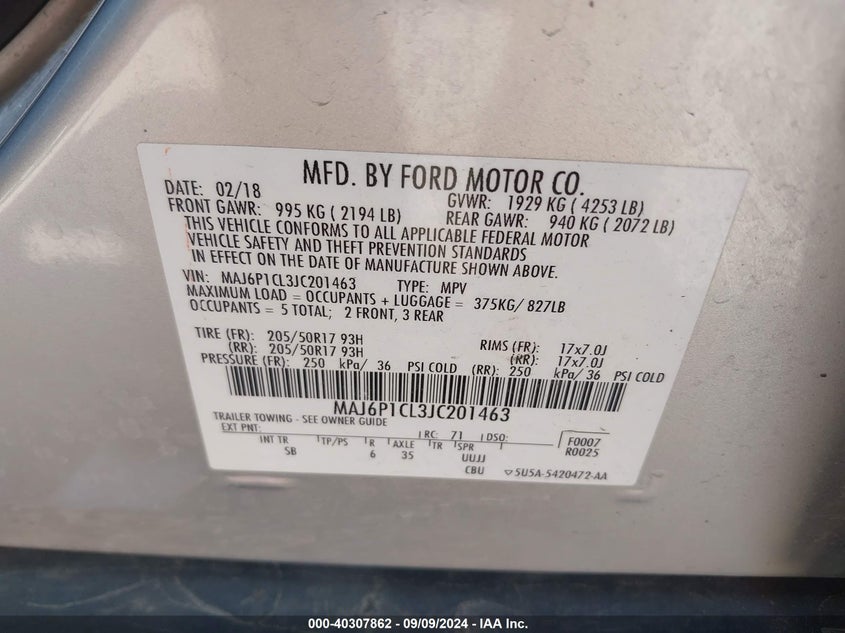 MFD. BY FORD MOTOR CO.
DATE: 02/18 GVWR: 1929 KG ( 4253 LB)
FRONT GAWR: 995 KG ( 2194 LB) REAR GAWR: 940 KG ( 2072 LB)
THIS VEHICLE CONFORMS TO ALL APPLICABLE FEDERAL MOTOR
VEHICLE SAFETY AND THEFT PREVENTION STANDARDS
IN EFFECT ON THE DATE OF MANUFACTURE SHOWN ABOVE.
VIN: MAJ6P1CL3JC201463 TYPE: MPV
MAXIMUM LOAD = OCCUPANTS + LUGGAGE = 375KG/ 827LB
OCCUPANTS = 5 TOTAL; 2 FRONT, 3 REAR
TIRE (FR): 205/50R17 93H RIMS (FR): 17x7.0J
(RR): 205/50R17 93H (RR): 17x7.0J
PRESSURE (FR): 250 kPa/ 36 PSI COLD (RR): 250 kPa/ 36 PSI COLD
MAJ6P1CL3JC201463
TRAILER TOWING - SEE OWNER GUIDE
EXT PNT: RC: 71 DSO: F0007
INT TR TP/PS R AXLE TR SPR R0025
SB 6 35 UUJJ
CBU 5U5A-5420472-AA
000-40307862 - 09/09/2024 - IAA Inc.